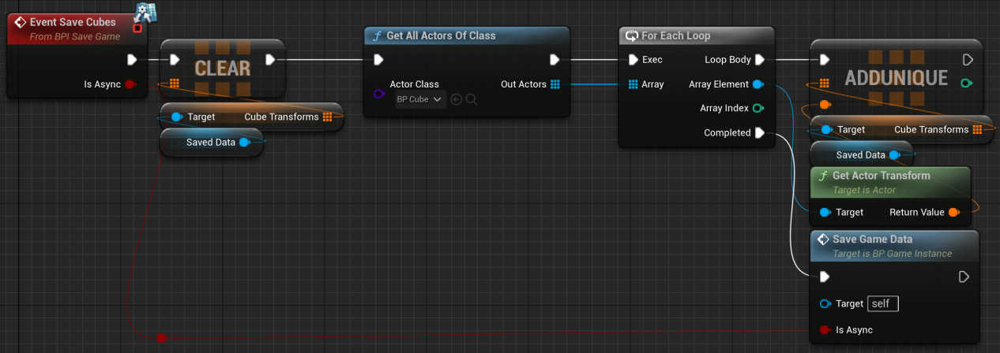 Event Save Cubes
From BPI Save Game
Is Async
CLEAR
Target
Cube Transforms
Saved Data
Get All Actors Of Class
Actor Class
BP Cube
Out Actors
For Each Loop
Exec
Loop Body
Array
Array Element
Array Index
Completed
ADDUNIQUE
Target
Cube Transforms
Saved Data
Get Actor Transform
Target is Actor
Target
Return Value
Save Game Data
Target is BP Game Instance
Target
self
Is Async